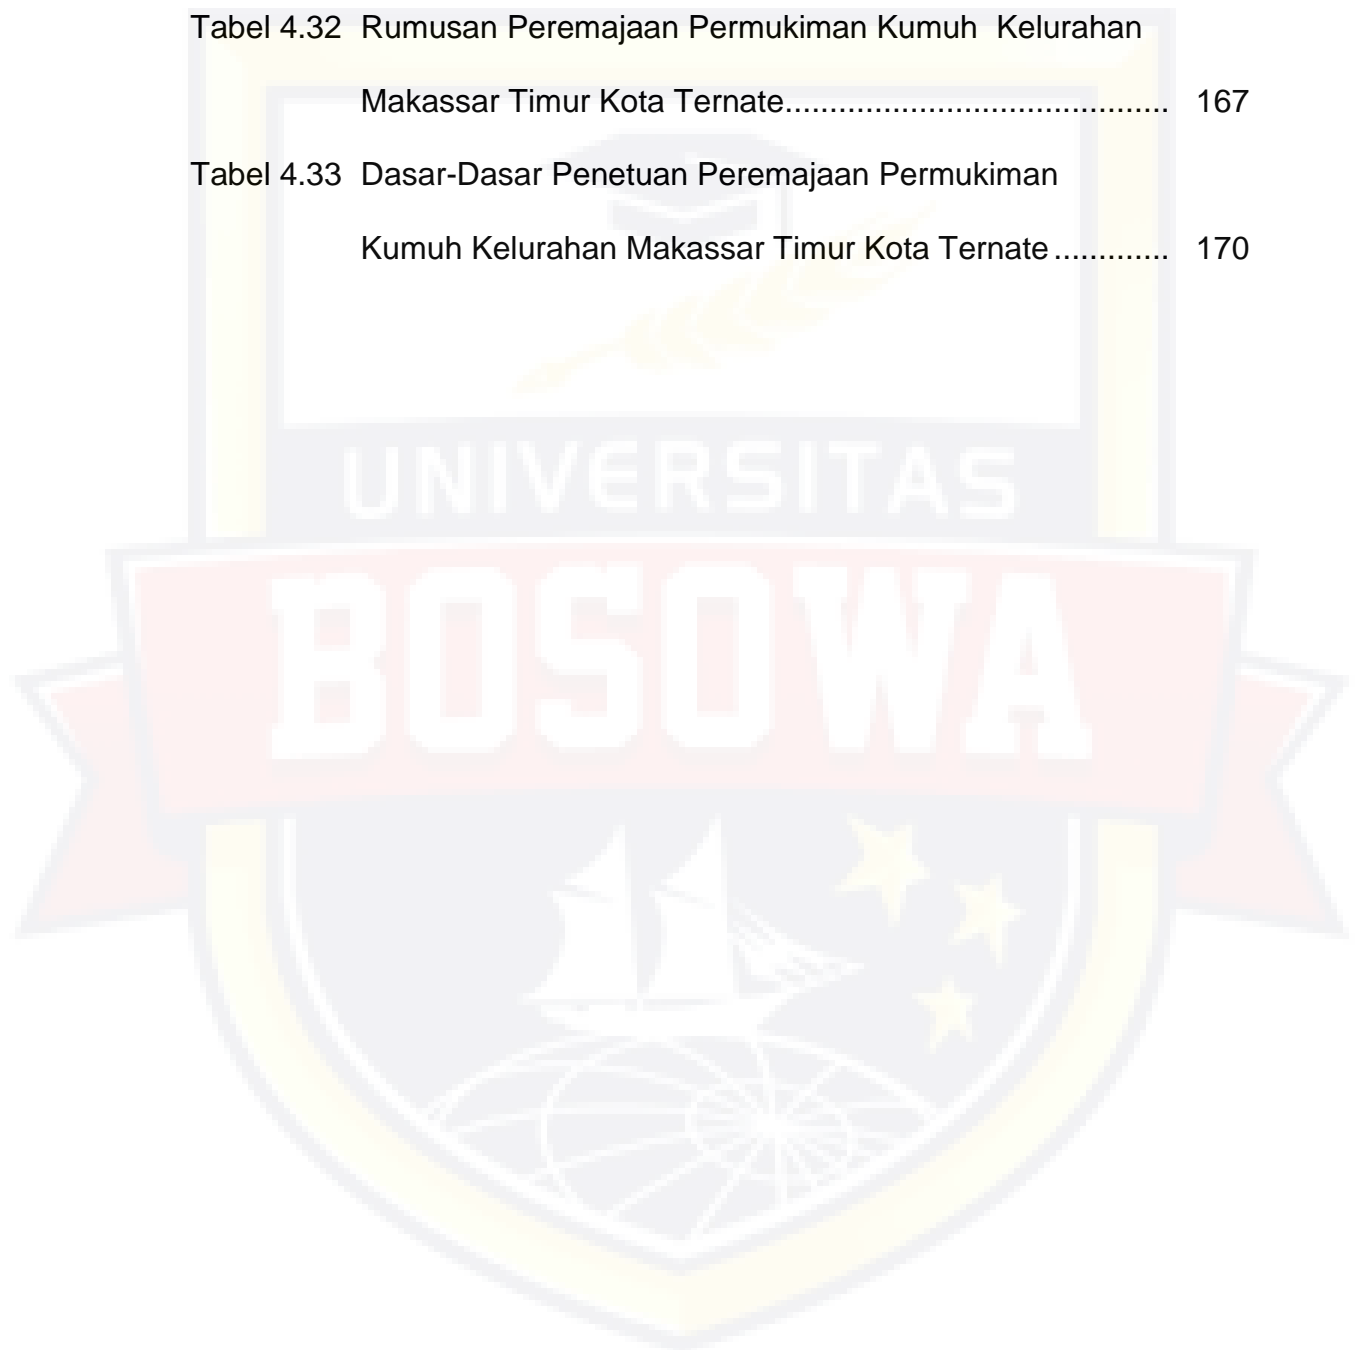 Tabel 4.32 Rumusan Peremajaan Permukiman Kumuh Kelurahan
Makassar Timur Kota Ternate........................................... 167
Tabel 4.33 Dasar-Dasar Penetuan Peremajaan Permukiman
Kumuh Kelurahan Makassar Timur Kota Ternate ............. 170
UNIVERSITAS
BOSOWA